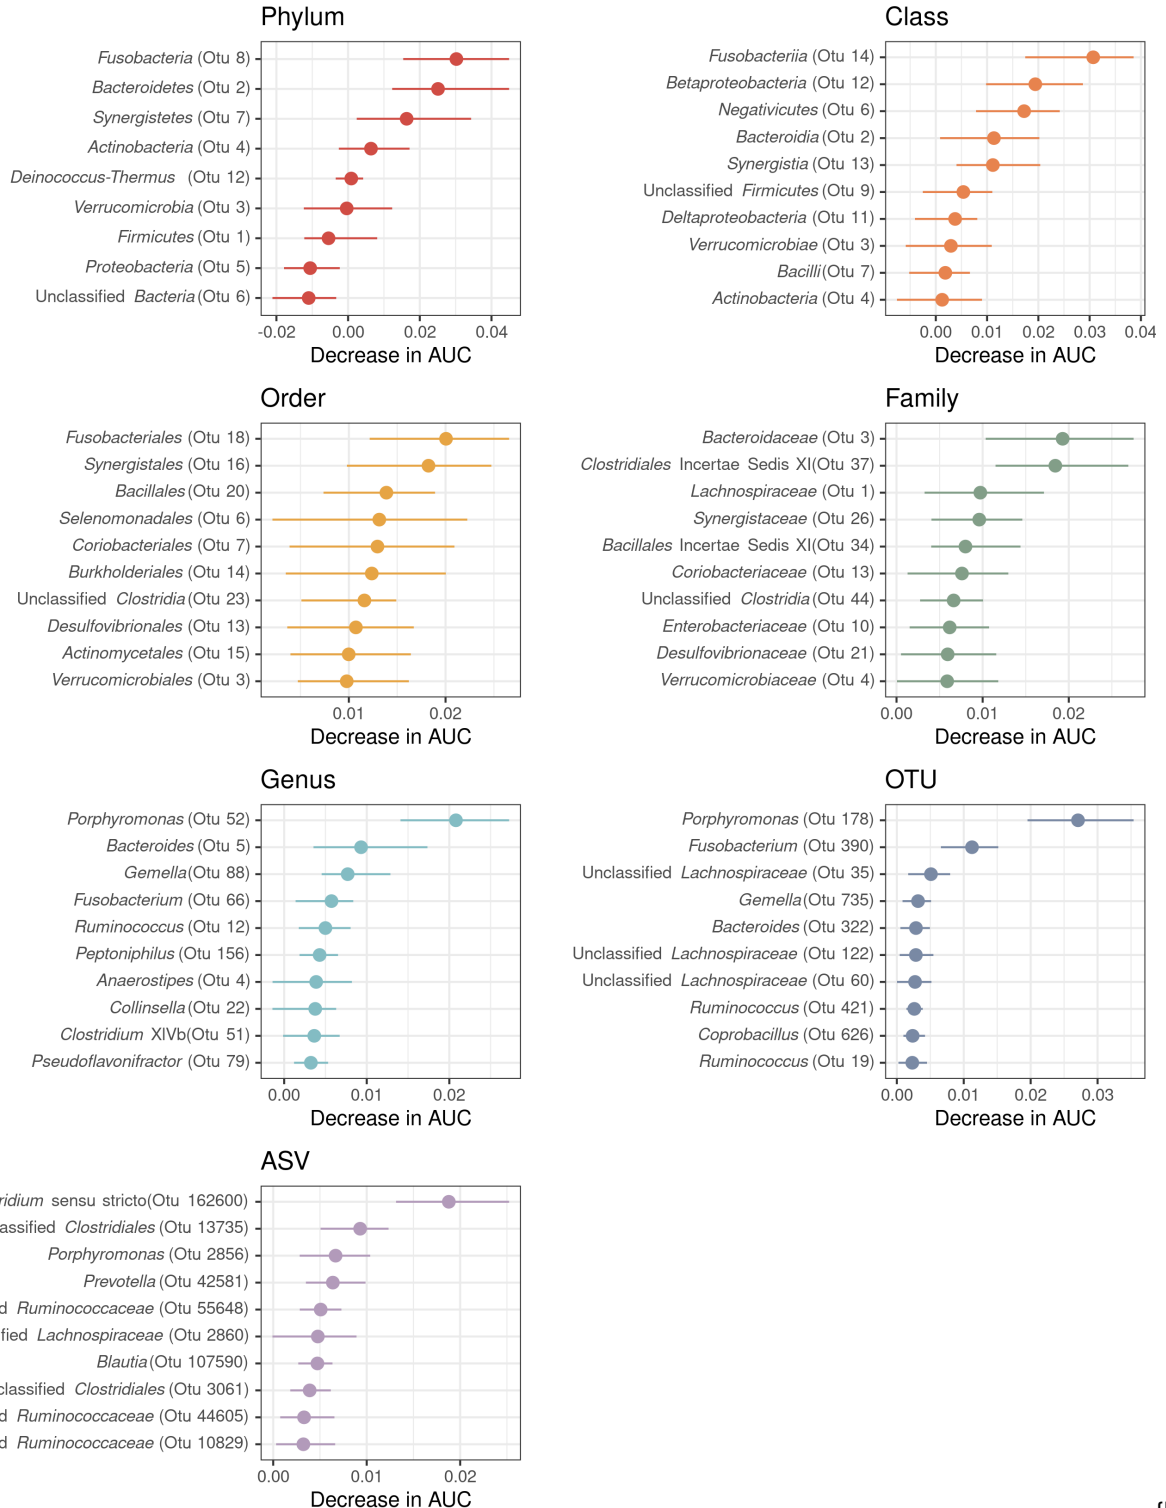 Phylum
Fusobacteria (Otu 8)
Bacteroidetes (Otu 2)
Synergistetes (Otu 7)
Actinobacteria (Otu 4)
Deinococcus-Thermus (Otu 12)
Verrucomicrobia (Otu 3)
Firmicutes (Otu 1)
Proteobacteria (Otu 5)
Unclassified Bacteria (Otu 6)
-0.02 0.00 0.02 0.04
Decrease in AUC
Class
Fusobacteriia (Otu 14)
Betaproteobacteria (Otu 12)
Negativicutes (Otu 6)
Bacteroidia (Otu 2)
Synergistia (Otu 13)
Unclassified Firmicutes (Otu 9)
Deltaproteobacteria (Otu 11)
Verrucomicrobiae (Otu 3)
Bacilli (Otu 7)
Actinobacteria (Otu 4)
0.00 0.01 0.02 0.03 0.04
Decrease in AUC
Order
Fusobacteriales (Otu 18)
Synergistales (Otu 16)
Bacillales (Otu 20)
Selenomonadales (Otu 6)
Coriobacteriales (Otu 7)
Burkholderiales (Otu 14)
Unclassified Clostridia (Otu 23)
Desulfovibrionales (Otu 13)
Actinomycetales (Otu 15)
Verrucomicrobiales (Otu 3)
0.01 0.02
Decrease in AUC
Family
Bacteroidaceae (Otu 3)
Clostridiales Incertae Sedis XI(Otu 37)
Lachnospiraceae (Otu 1)
Synergistaceae (Otu 26)
Bacillales Incertae Sedis XI(Otu 34)
Coriobacteriaceae (Otu 13)
Unclassified Clostridia (Otu 44)
Enterobacteriaceae (Otu 10)
Desulfovibrionaceae (Otu 21)
Verrucomicrobiaceae (Otu 4)
0.00 0.01 0.02
Decrease in AUC
Genus
Porphyromonas (Otu 52)
Bacteroides (Otu 5)
Gemella (Otu 88)
Fusobacterium (Otu 66)
Ruminococcus (Otu 12)
Peptoniphilus (Otu 156)
Anaerostipes (Otu 4)
Collinsella (Otu 22)
Clostridium XIVb(Otu 51)
Pseudoflavonifractor (Otu 79)
0.00 0.01 0.02
Decrease in AUC
OTU
Porphyromonas (Otu 178)
Fusobacterium (Otu 390)
Unclassified Lachnospiraceae (Otu 35)
Gemella (Otu 735)
Bacteroides (Otu 322)
Unclassified Lachnospiraceae (Otu 122)
Unclassified Lachnospiraceae (Otu 60)
Ruminococcus (Otu 421)
Coprobacillus (Otu 626)
Ruminococcus (Otu 19)
0.00 0.01 0.02 0.03
Decrease in AUC
ASV
ridium sensu stricto(Otu 162600)
assified Clostridiales (Otu 13735)
Porphyromonas (Otu 2856)
Prevotella (Otu 42581)
d Ruminococcaceae (Otu 55648)
fied Lachnospiraceae (Otu 2860)
Blautia (Otu 107590)
classified Clostridiales (Otu 3061)
d Ruminococcaceae (Otu 44605)
d Ruminococcaceae (Otu 10829)
0.00 0.01 0.02
Decrease in AUC